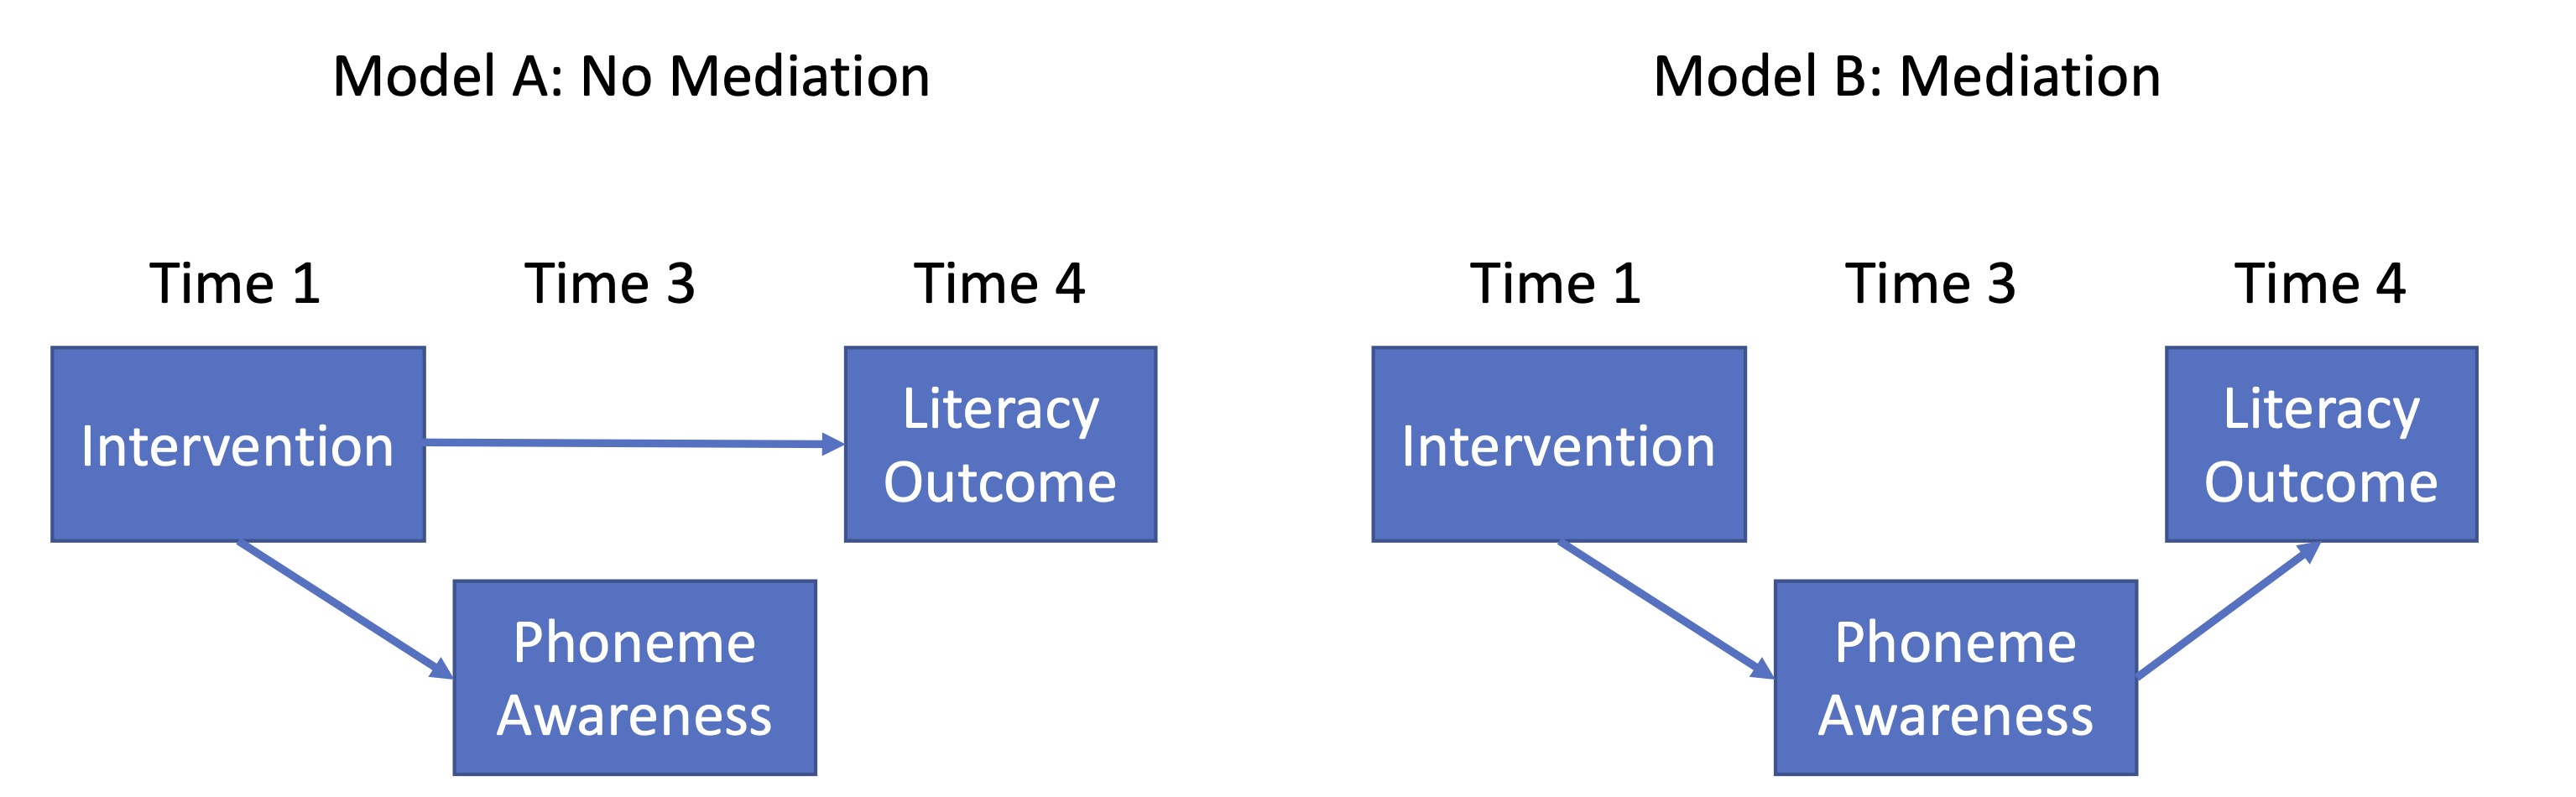 Model A: No Mediation
Time 1
Time 3
Time 4
Intervention
Literacy
Outcome
Phoneme
Awareness
Model B: Mediation
Time 1
Time 3
Time 4
Intervention
Literacy
Outcome
Phoneme
Awareness